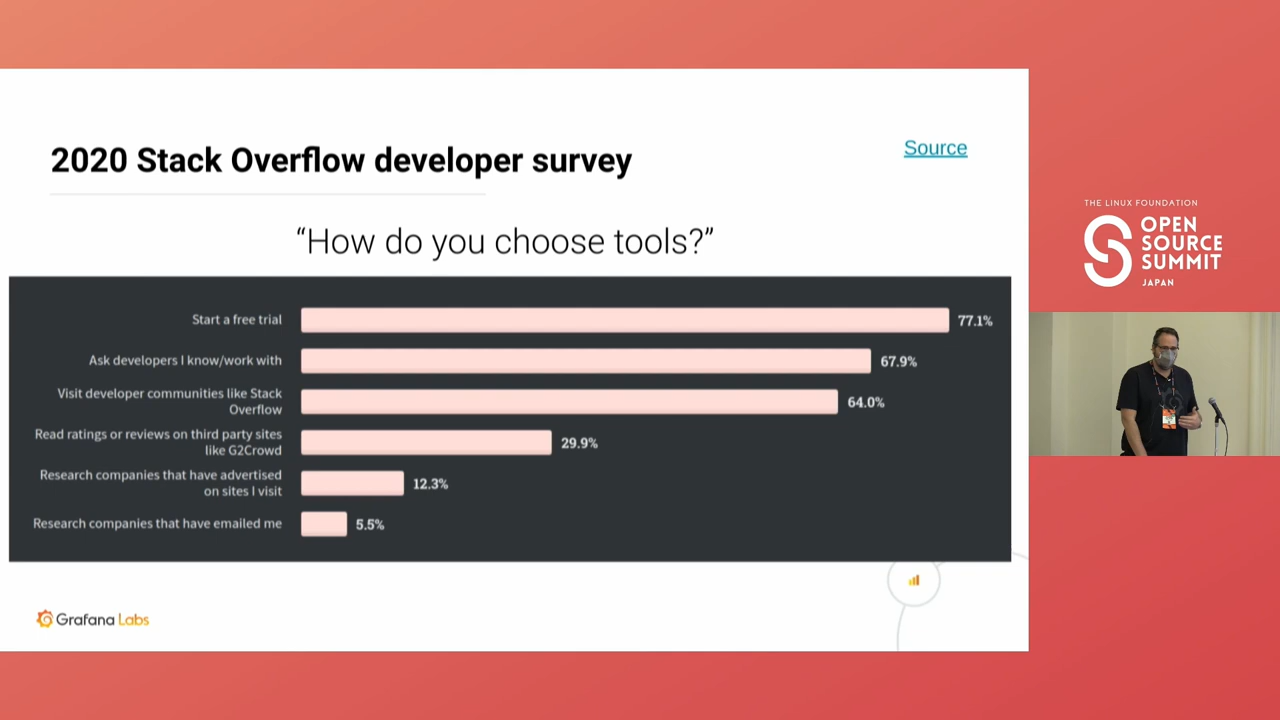 2020 Stack Overflow developer survey
Source
“How do you choose tools?”
Start a free trial
77.1%
Ask developers I know/work with
67.9%
Visit developer communities like Stack
Overflow
64.0%
Read ratings or reviews on third party sites
like G2Crowd
29.9%
Research companies that have advertised
on sites I visit
12.3%
Research companies that have emailed me
5.5%
Grafana Labs
THE LINUX FOUNDATION
OPEN
SOURCE
SUMMIT
JAPAN